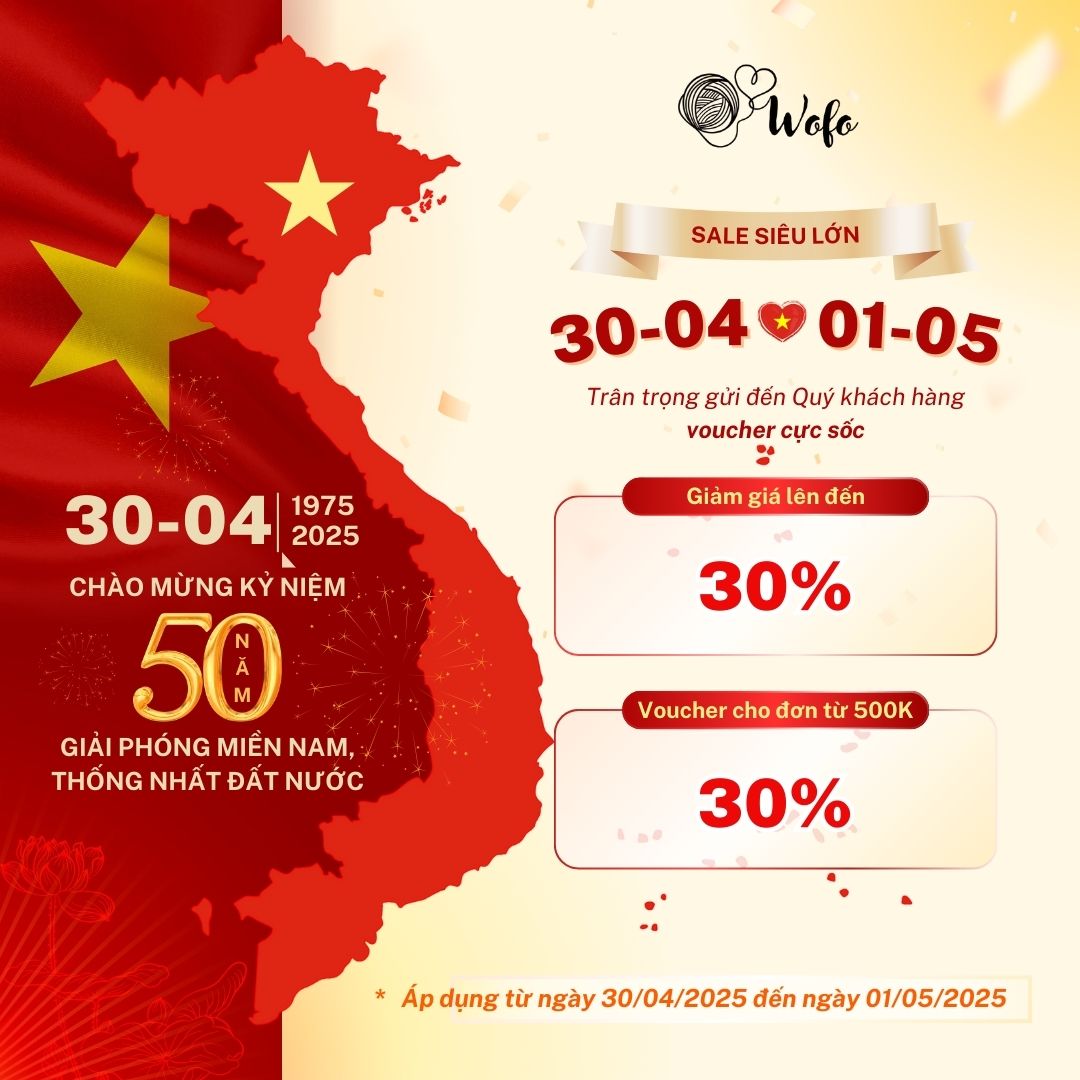 Wofo
SALE SIÊU LỚN
30-04 01-05
Trân trọng gửi đến Quý khách hàng
voucher cực sốc
Giảm giá lên đến
30%
Voucher cho đơn từ 500K
30%
30-04
1975
2025
CHÀO MỪNG KỶ NIỆM
50
NĂM
GIẢI PHÓNG MIỀN NAM,
THỐNG NHẤT ĐẤT NƯỚC
* Áp dụng từ ngày 30/04/2025 đến ngày 01/05/2025